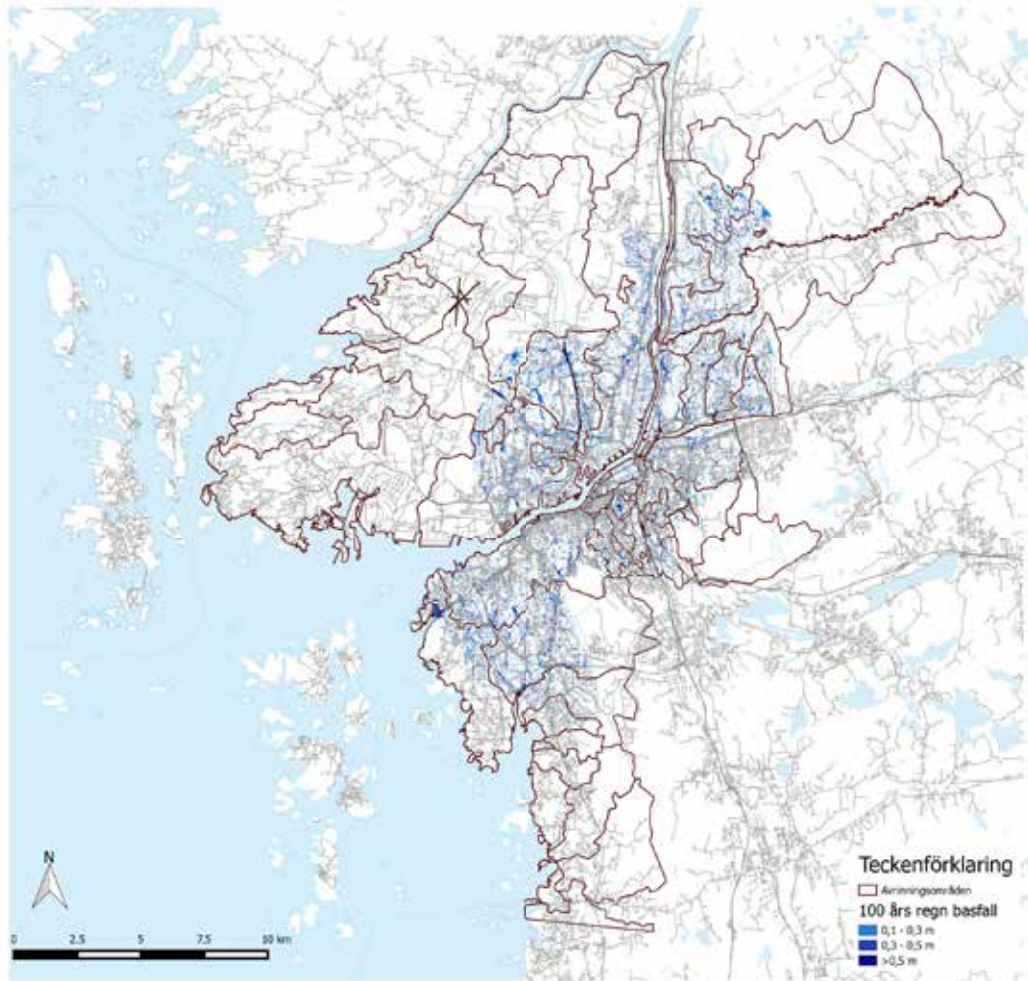 N
0 2.5 5 7.5 10 km
Teckenförklaring
Avrinningsområden
100 års regn basfall
0,1 - 0,3 m
0,3 - 0,5 m
>0,5 m